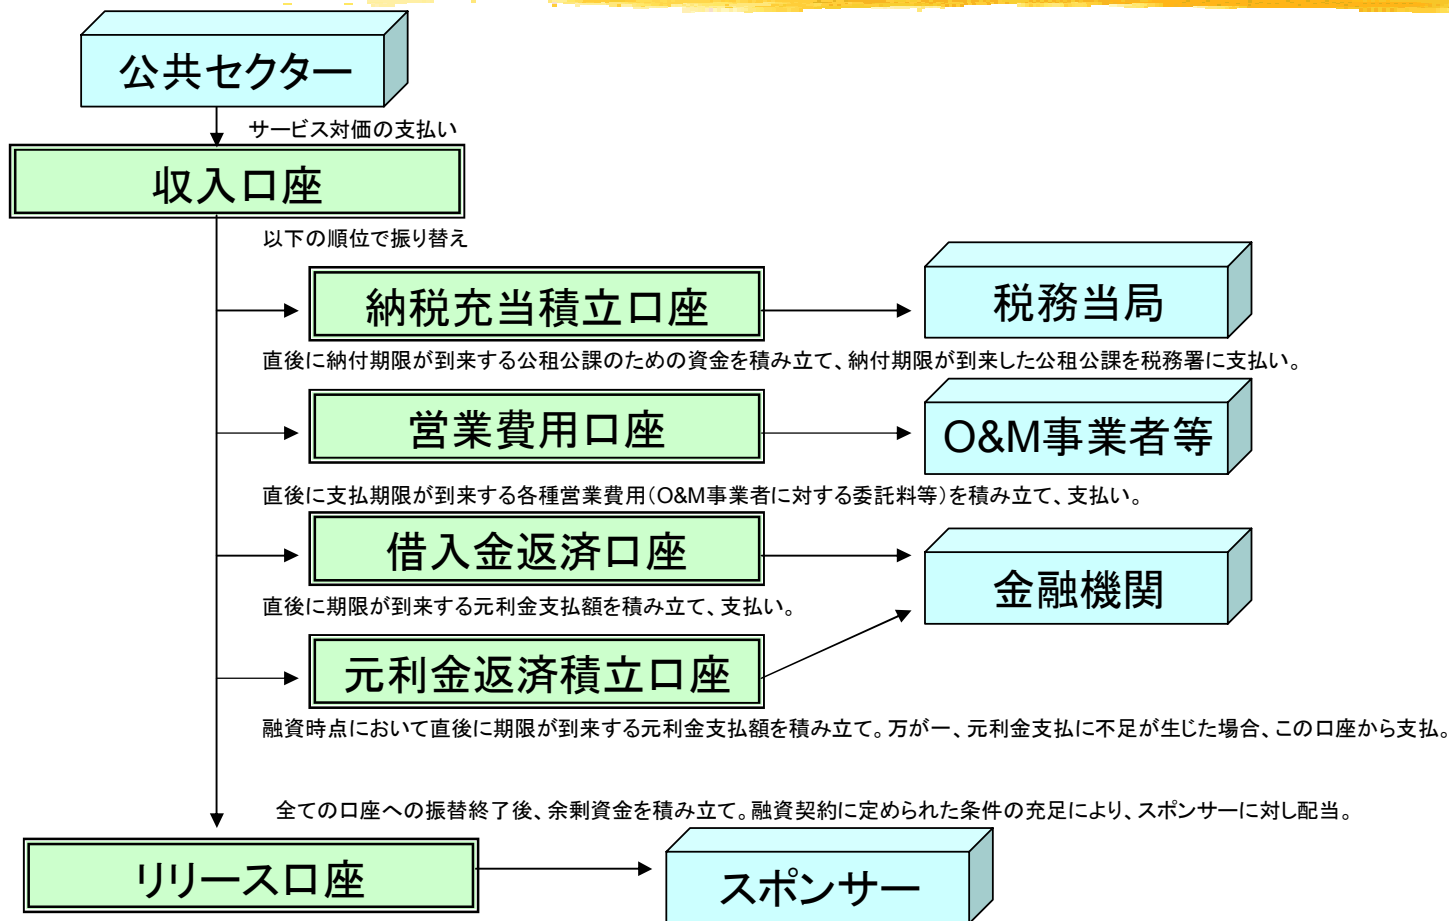 公共セクター
サービス対価の支払い
収入口座
以下の順位で振り替え
納税充当積立口座
税務当局
直後に納付期限が到来する公租公課のための資金を積み立て、納付期限が到来した公租公課を税務署に支払い。
営業費用口座
O&M事業者等
直後に支払期限が到来する各種営業費用（O&M事業者に対する委託料等）を積み立て、支払い。
借入金返済口座
金融機関
直後に期限が到来する元利金支払額を積み立て、支払い。
元利金返済積立口座
融資時点において直後に期限が到来する元利金支払額を積み立て。万が一、元利金支払に不足が生じた場合、この口座から支払。
全ての口座への振替終了後、余剰資金を積み立て。融資契約に定められた条件の充足により、スポンサーに対し配当。
リリース口座
スポンサー